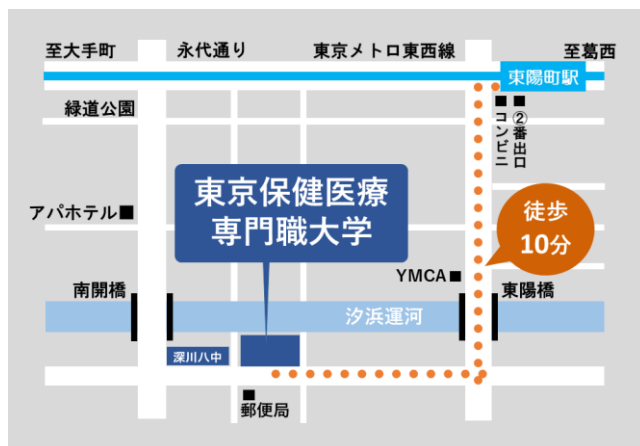 至大手町
永代通り
東京メトロ東西線
至葛西
東陽町駅
緑道公園
コンビニ
②番出口
東京保健医療
専門職大学
アパホテル
徒歩
10分
YMCA
南開橋
東陽橋
汐浜運河
深川八中
郵便局